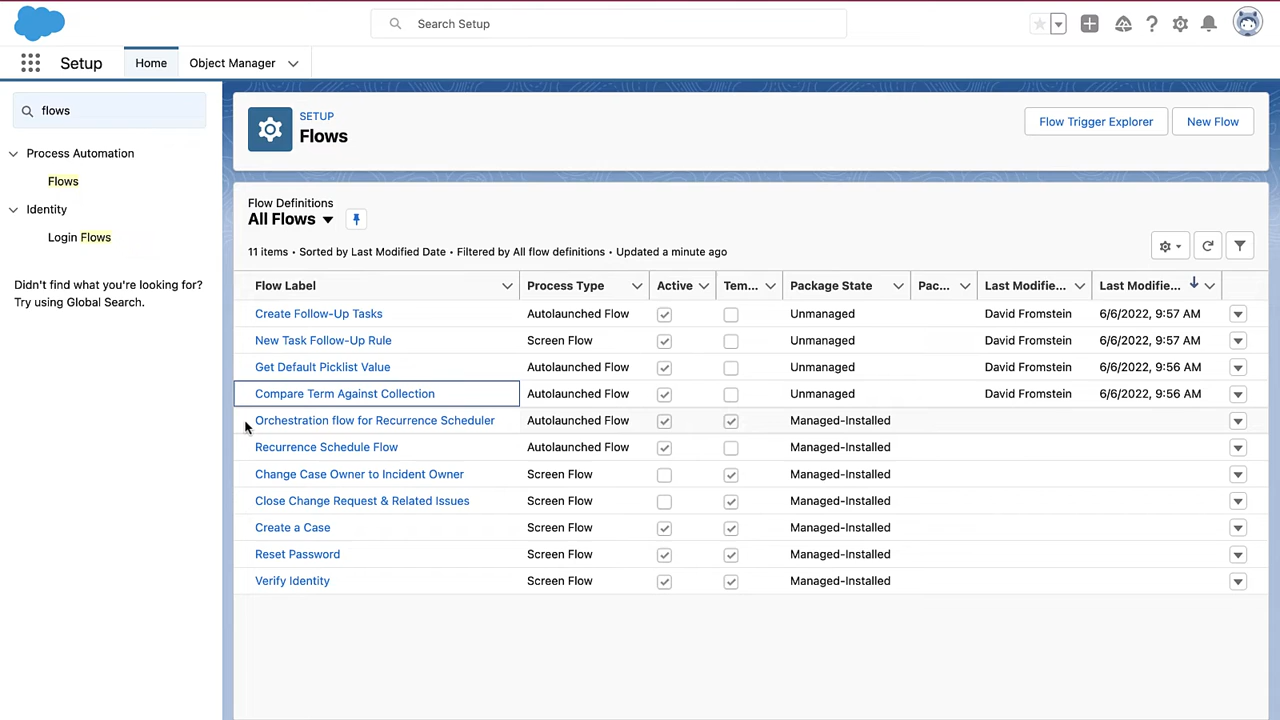 Search Setup
Setup
Home
Object Manager
flows
Process Automation
Flows
Identity
Login Flows
Didn't find what you're looking for?
Try using Global Search.
SETUP
Flows
Flow Trigger Explorer
New Flow
Flow Definitions
All Flows
11 items • Sorted by Last Modified Date • Filtered by All flow definitions • Updated a minute ago
Flow Label Process Type Active Tem... Package State Pac... Last Modifie... Last Modifie...
Create Follow-Up Tasks Autolaunched Flow Unmanaged David Fromstein 6/6/2022, 9:57 AM
New Task Follow-Up Rule Screen Flow Unmanaged David Fromstein 6/6/2022, 9:57 AM
Get Default Picklist Value Autolaunched Flow Unmanaged David Fromstein 6/6/2022, 9:56 AM
Compare Term Against Collection Autolaunched Flow Unmanaged David Fromstein 6/6/2022, 9:56 AM
Orchestration flow for Recurrence Scheduler Autolaunched Flow Managed-Installed
Recurrence Schedule Flow Autolaunched Flow Managed-Installed
Change Case Owner to Incident Owner Screen Flow Managed-Installed
Close Change Request & Related Issues Screen Flow Managed-Installed
Create a Case Screen Flow Managed-Installed
Reset Password Screen Flow Managed-Installed
Verify Identity Screen Flow Managed-Installed